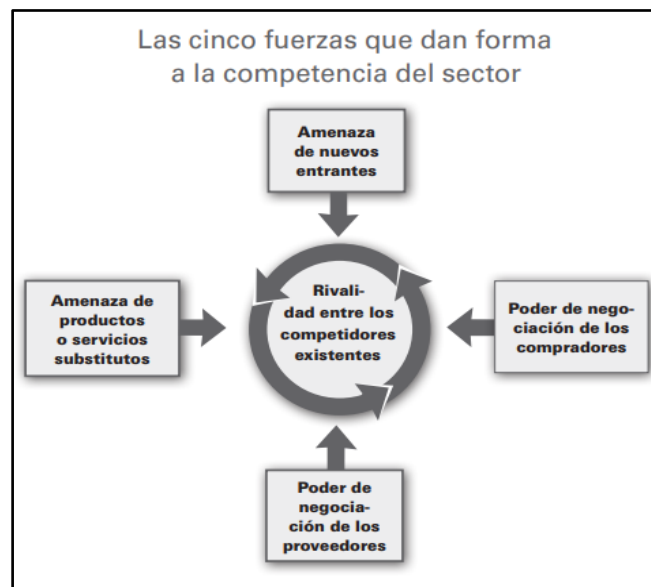 Las cinco fuerzas que dan forma
a la competencia del sector
Amenaza
de nuevos
entrantes
Amenaza de
productos
o servicios
substitutos
Rivali-
dad entre los
competidores
existentes
Poder de nego-
ciación de los
compradores
Poder de
negocia-
ción de los
proveedores